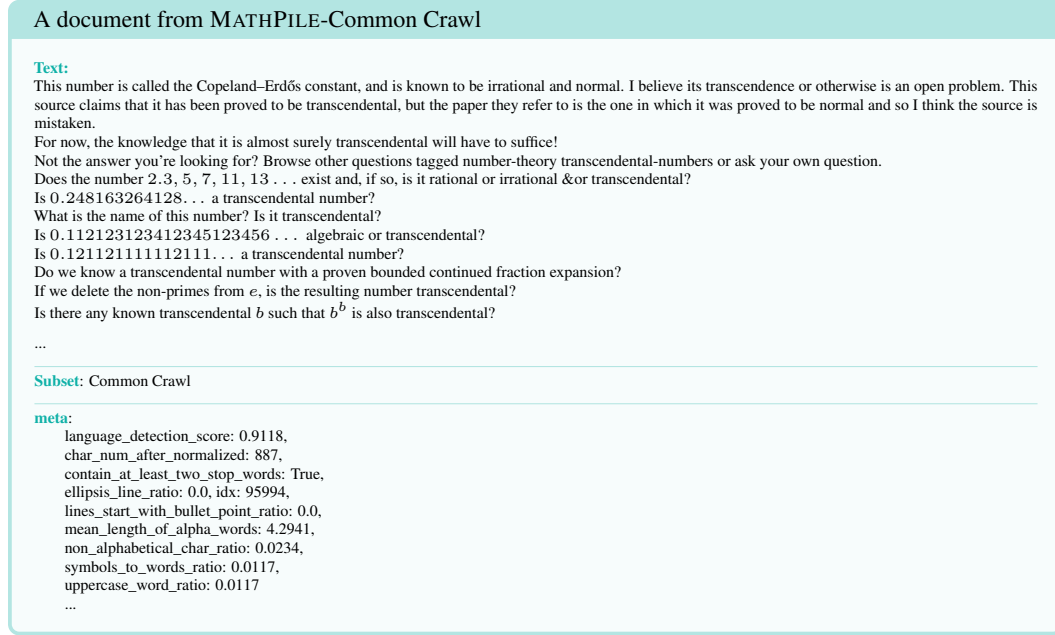 A document from MATHPILE-Common Crawl
Text:
This number is called the Copeland–Erdős constant, and is known to be irrational and normal. I believe its transcendence or otherwise is an open problem. This
source claims that it has been proved to be transcendental, but the paper they refer to is the one in which it was proved to be normal and so I think the source is
mistaken.
For now, the knowledge that it is almost surely transcendental will have to suffice!
Not the answer you're looking for? Browse other questions tagged number-theory transcendental-numbers or ask your own question.
Does the number 2.3, 5, 7, 11, 13 . . . exist and, if so, is it rational or irrational &or transcendental?
Is 0.248163264128. . . a transcendental number?
What is the name of this number? Is it transcendental?
Is 0.112123123412345123456 . . . algebraic or transcendental?
Is 0.121121111112111. . . a transcendental number?
Do we know a transcendental number with a proven bounded continued fraction expansion?
If we delete the non-primes from e, is the resulting number transcendental?
Is there any known transcendental b such that b^b is also transcendental?
...
Subset: Common Crawl
meta:
language_detection_score: 0.9118,
char_num_after_normalized: 887,
contain_at_least_two_stop_words: True,
ellipsis_line_ratio: 0.0, idx: 95994,
lines_start_with_bullet_point_ratio: 0.0,
mean_length_of_alpha_words: 4.2941,
non_alphabetical_char_ratio: 0.0234,
symbols_to_words_ratio: 0.0117,
uppercase_word_ratio: 0.0117
...